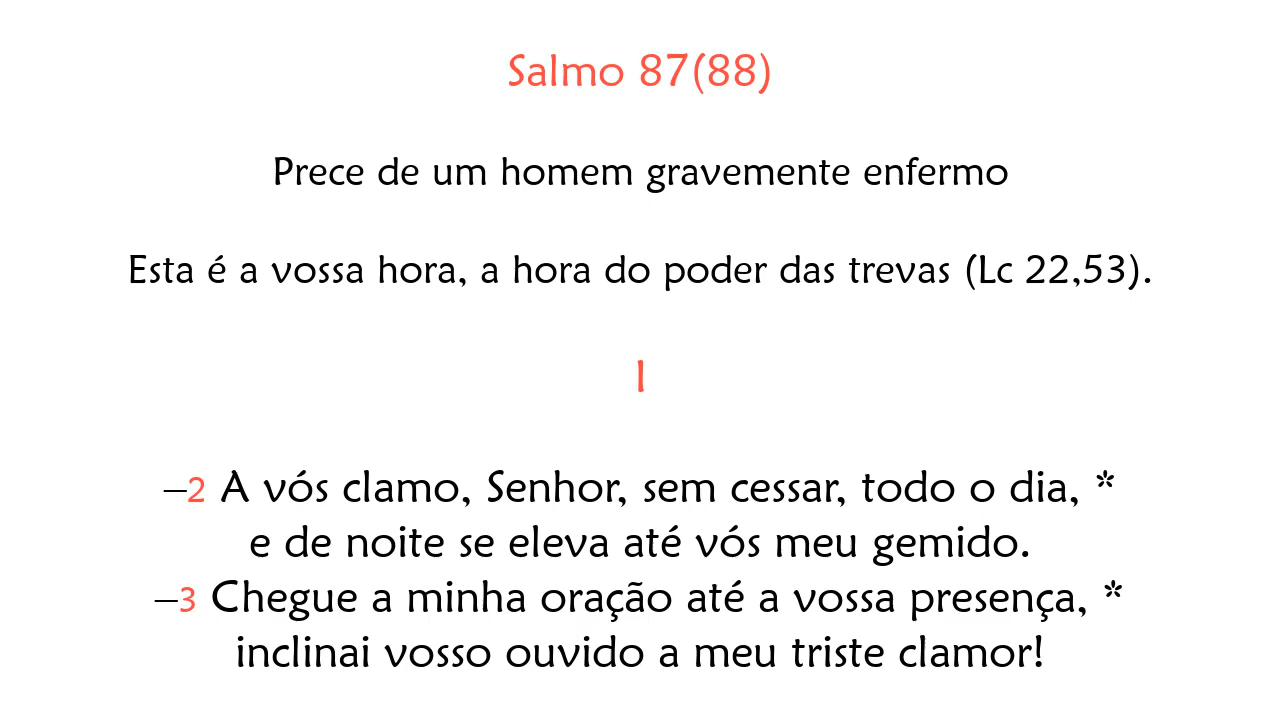 Salmo 87(88)
Prece de um homem gravemente enfermo
Esta é a vossa hora, a hora do poder das trevas (Lc 22,53).
I
–2 A vós clamo, Senhor, sem cessar, todo o dia, *
e de noite se eleva até vós meu gemido.
–3 Chegue a minha oração até a vossa presença, *
inclinai vosso ouvido a meu triste clamor!